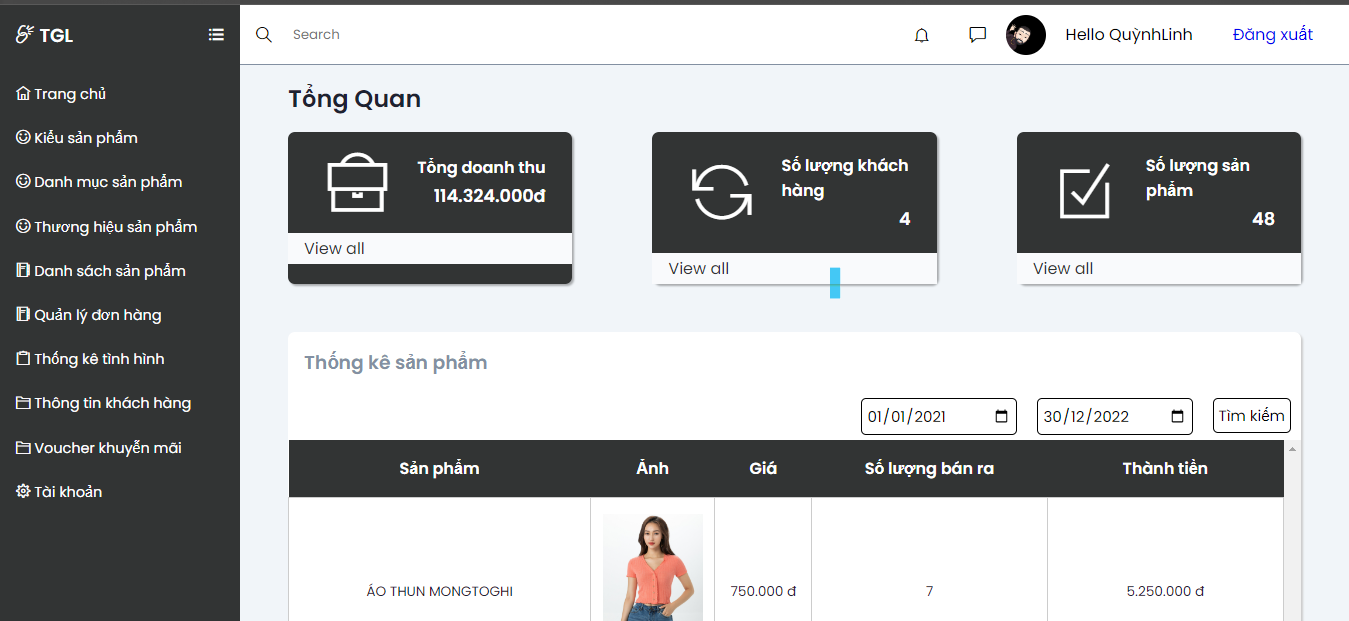 TGL
Search
Hello QuỳnhLinh
Đăng xuất
Trang chủ
Kiểu sản phẩm
Danh mục sản phẩm
Thương hiệu sản phẩm
Danh sách sản phẩm
Quản lý đơn hàng
Thống kê tình hình
Thông tin khách hàng
Voucher khuyễn mãi
Tài khoản
Tổng Quan
Tổng doanh thu
114.324.000đ
View all
Số lượng khách
hàng
4
View all
Số lượng sản
phẩm
48
View all
Thống kê sản phẩm
01/01/2021
30/12/2022
Tìm kiếm
Sản phẩm
Ảnh
Giá
Số lượng bán ra
Thành tiền
ÁO THUN MONGTOGHI
750.000 đ
7
5.250.000 đ